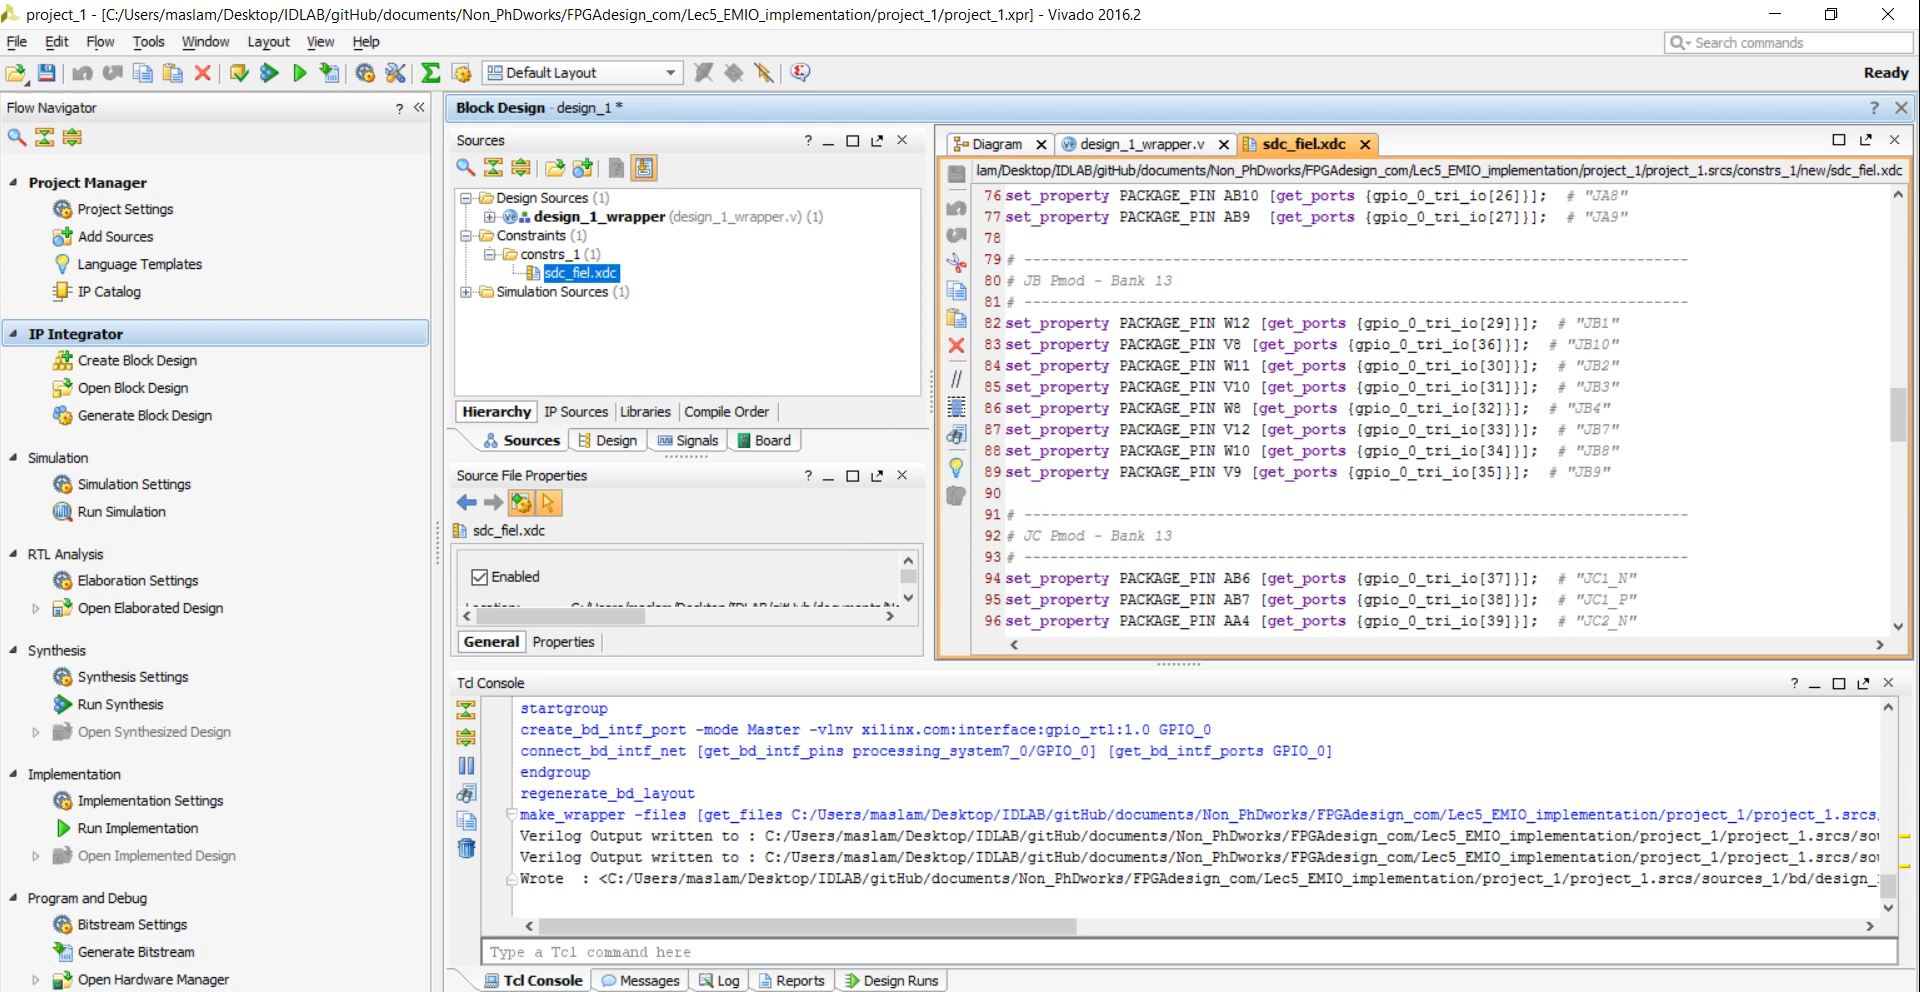 project_1 - [C:/Users/maslam/Desktop/IDLAB/gitHub/documents/Non_PhDworks/FPGAdesign_com/Lec5_EMIO_implementation/project_1/project_1.xpr] - Vivado 2016.2
File Edit Flow Tools Window Layout View Help
Search commands
Default Layout
Ready
Flow Navigator
Project Manager
Project Settings
Add Sources
Language Templates
IP Catalog
IP Integrator
Create Block Design
Open Block Design
Generate Block Design
Simulation
Simulation Settings
Run Simulation
RTL Analysis
Elaboration Settings
Open Elaborated Design
Synthesis
Synthesis Settings
Run Synthesis
Open Synthesized Design
Implementation
Implementation Settings
Run Implementation
Open Implemented Design
Program and Debug
Bitstream Settings
Generate Bitstream
Open Hardware Manager
Block Design - design_1 *
Sources
Design Sources (1)
design_1_wrapper (design_1_wrapper.v) (1)
Constraints (1)
constrs_1 (1)
sdc_fiel.xdc
Simulation Sources (1)
Hierarchy IP Sources Libraries Compile Order
Sources Design Signals Board
Source File Properties
sdc_fiel.xdc
Enabled
General Properties
Diagram design_1_wrapper.v sdc_fiel.xdc
lam/Desktop/IDLAB/gitHub/documents/Non_PhDworks/FPGAdesign_com/Lec5_EMIO_implementation/project_1/project_1.srcs/constrs_1/new/sdc_fiel.xdc
76 set_property PACKAGE_PIN AB10 [get_ports {gpio_0_tri_io[26]}]; # "JA8"
77 set_property PACKAGE_PIN AB9 [get_ports {gpio_0_tri_io[27]}]; # "JA9"
78
79 # ----------------------------------------------------------------------------
80 # JB Pmod - Bank 13
81 # ----------------------------------------------------------------------------
82 set_property PACKAGE_PIN W12 [get_ports {gpio_0_tri_io[29]}]; # "JB1"
83 set_property PACKAGE_PIN V8 [get_ports {gpio_0_tri_io[36]}]; # "JB10"
84 set_property PACKAGE_PIN W11 [get_ports {gpio_0_tri_io[30]}]; # "JB2"
85 set_property PACKAGE_PIN V10 [get_ports {gpio_0_tri_io[31]}]; # "JB3"
86 set_property PACKAGE_PIN W8 [get_ports {gpio_0_tri_io[32]}]; # "JB4"
87 set_property PACKAGE_PIN V12 [get_ports {gpio_0_tri_io[33]}]; # "JB7"
88 set_property PACKAGE_PIN W10 [get_ports {gpio_0_tri_io[34]}]; # "JB8"
89 set_property PACKAGE_PIN V9 [get_ports {gpio_0_tri_io[35]}]; # "JB9"
90
91 # ----------------------------------------------------------------------------
92 # JC Pmod - Bank 13
93 # ----------------------------------------------------------------------------
94 set_property PACKAGE_PIN AB6 [get_ports {gpio_0_tri_io[37]}]; # "JC1_N"
95 set_property PACKAGE_PIN AB7 [get_ports {gpio_0_tri_io[38]}]; # "JC1_P"
96 set_property PACKAGE_PIN AA4 [get_ports {gpio_0_tri_io[39]}]; # "JC2_N"
Tcl Console
startgroup
create_bd_intf_port -mode Master -vlnv xilinx.com:interface:gpio_rtl:1.0 GPIO_0
connect_bd_intf_net [get_bd_intf_pins processing_system7_0/GPIO_0] [get_bd_intf_ports GPIO_0]
endgroup
regenerate_bd_layout
make_wrapper -files [get_files C:/Users/maslam/Desktop/IDLAB/gitHub/documents/Non_PhDworks/FPGAdesign_com/Lec5_EMIO_implementation/project_1/project_1.srcs
Verilog Output written to : C:/Users/maslam/Desktop/IDLAB/gitHub/documents/Non_PhDworks/FPGAdesign_com/Lec5_EMIO_implementation/project_1/project_1.srcs/sou
Verilog Output written to : C:/Users/maslam/Desktop/IDLAB/gitHub/documents/Non_PhDworks/FPGAdesign_com/Lec5_EMIO_implementation/project_1/project_1.srcs/sou
Wrote : <C:/Users/maslam/Desktop/IDLAB/gitHub/documents/Non_PhDworks/FPGAdesign_com/Lec5_EMIO_implementation/project_1/project_1.srcs/sources_1/bd/design_
Type a Tcl command here
Tcl Console Messages Log Reports Design Runs